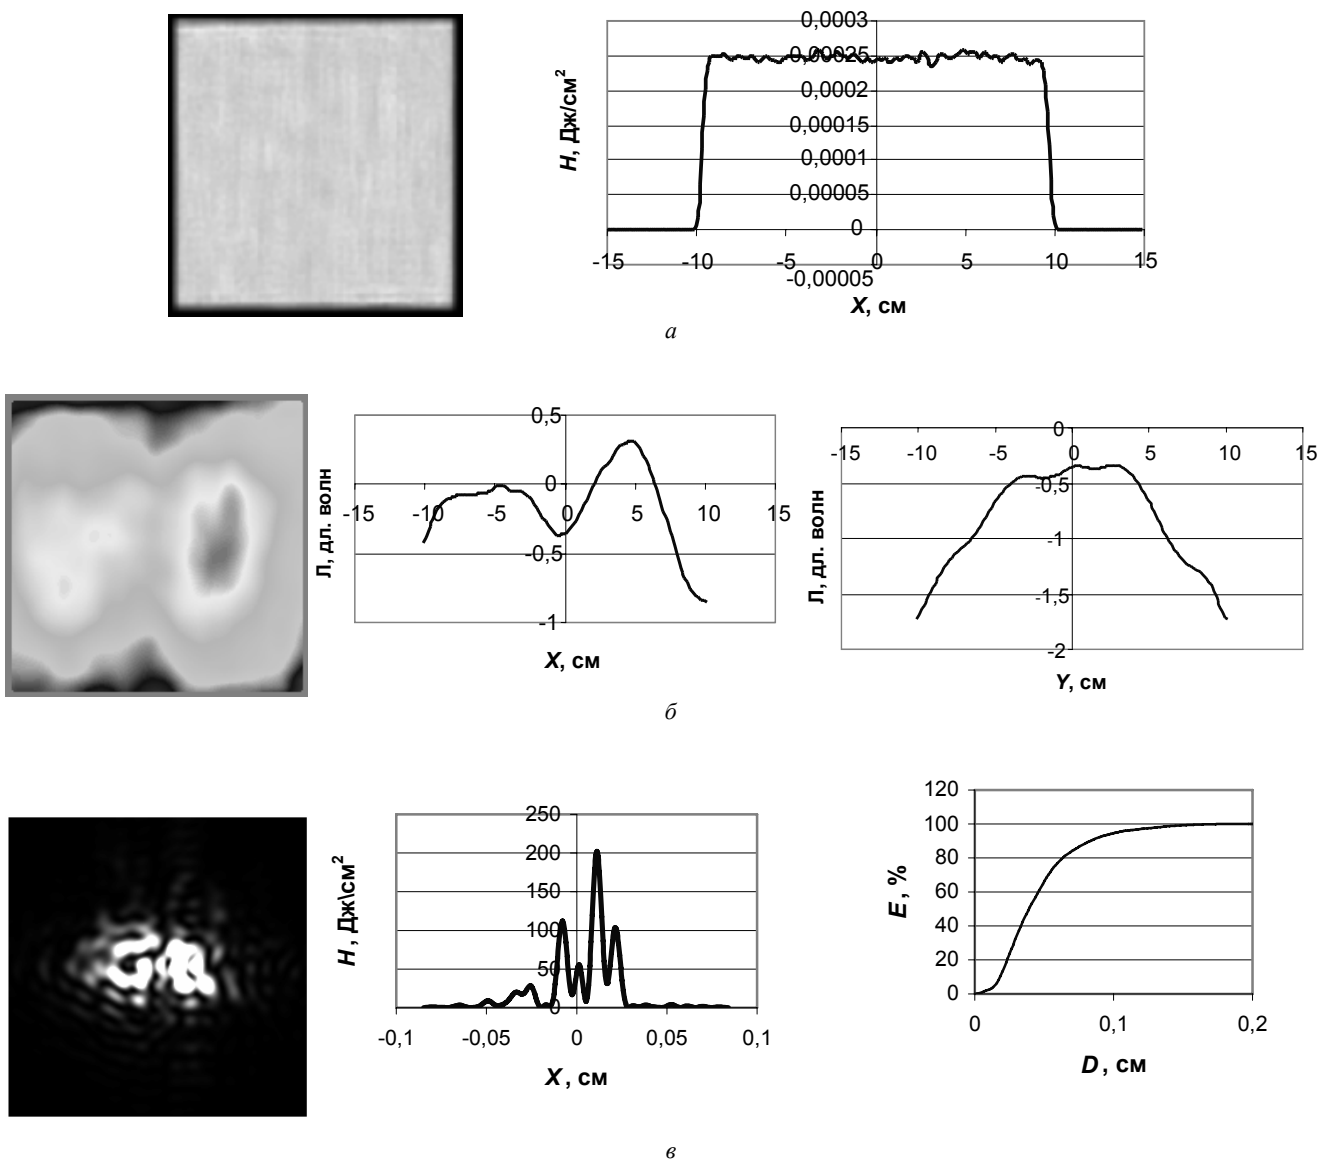 0,0003
0,00025
0,0002
0,00015
0,0001
0,00005
0
-0,00005
H, Дж/см²
-15 -10 -5 0 5 10 15
X, см
а
0,5
0
-0,5
-1
Л, дл. волн
-15 -10 -5 0 5 10 15
X, см
0
-0,5
-1
-1,5
-2
Л, дл. волн
-15 -10 -5 0 5 10 15
Y, см
б
250
200
150
100
50
0
H, Дж\см²
-0,1 -0,05 0 0,05 0,1
X, см
120
100
80
60
40
20
0
E, %
0 0,1 0,2
D, см
в